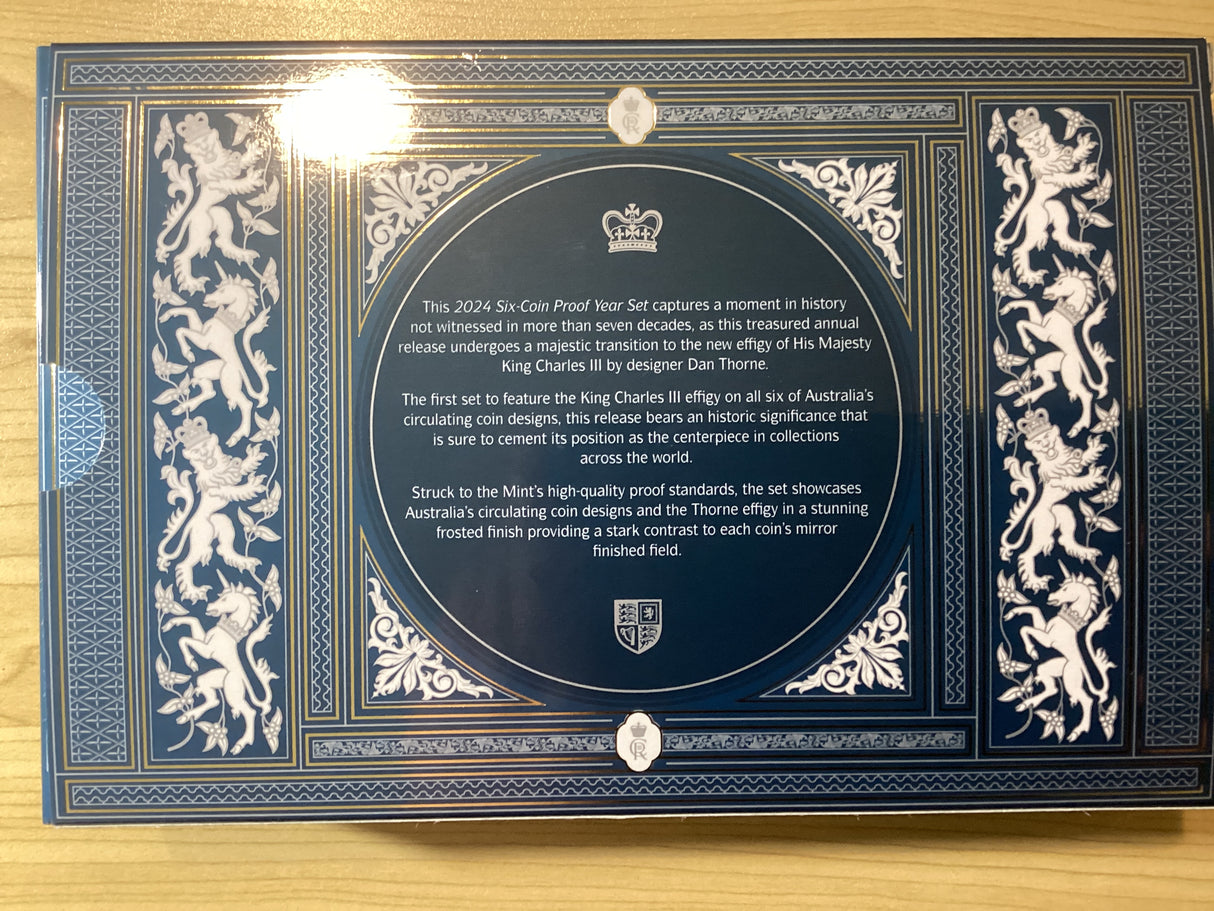 This 2024 Six-Coin Proof Year Set captures a moment in history
not witnessed in more than seven decades, as this treasured annual
release undergoes a majestic transition to the new effigy of His Majesty
King Charles III by designer Dan Thorne.
The first set to feature the King Charles III effigy on all six of Australia's
circulating coin designs, this release bears an historic significance that
is sure to cement its position as the centerpiece in collections
across the world.
Struck to the Mint's high-quality proof standards, the set showcases
Australia's circulating coin designs and the Thorne effigy in a stunning
frosted finish providing a stark contrast to each coin's mirror
finished field.